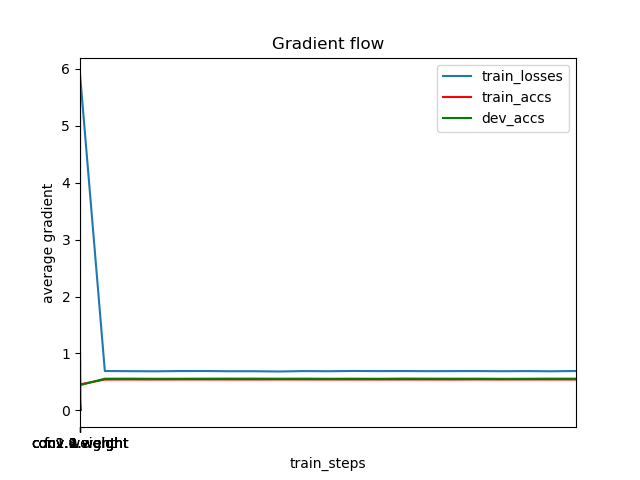 Gradient flow
train_losses
train_accs
dev_accs
average gradient
6
5
4
3
2
1
0
train_steps